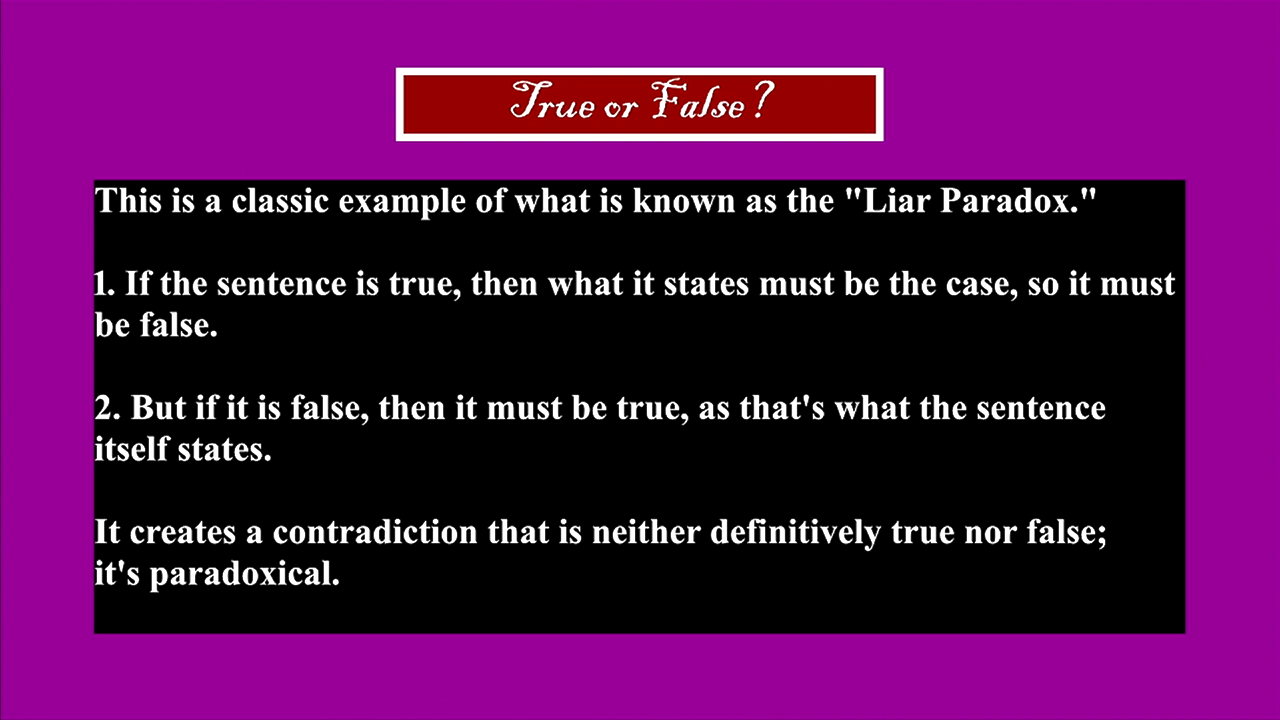 True or False?
This is a classic example of what is known as the "Liar Paradox."
1. If the sentence is true, then what it states must be the case, so it must
be false.
2. But if it is false, then it must be true, as that's what the sentence
itself states.
It creates a contradiction that is neither definitively true nor false;
it's paradoxical.